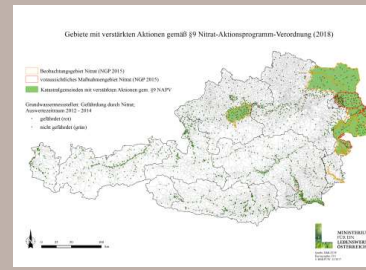 Gebiete mit verstärkten Aktionen gemäß §9 Nitrat-Aktionsprogramm-Verordnung (2018)
Beobachtungsgebiet Nitrat (NGP 2015)
voraussichtliches Maßnahmengebiet Nitrat (NGP 2015)
Katastralgemeinden mit verstärkten Aktionen gem. §9 NAPV
Grundwassermessstellen: Gefährdung durch Nitrat;
Auswertezeitraum 2012 - 2014
gefährdet (rot)
nicht gefährdet (grün)
MINISTERIUM
FÜR EIN
LEBENSWERTES
ÖSTERREICH